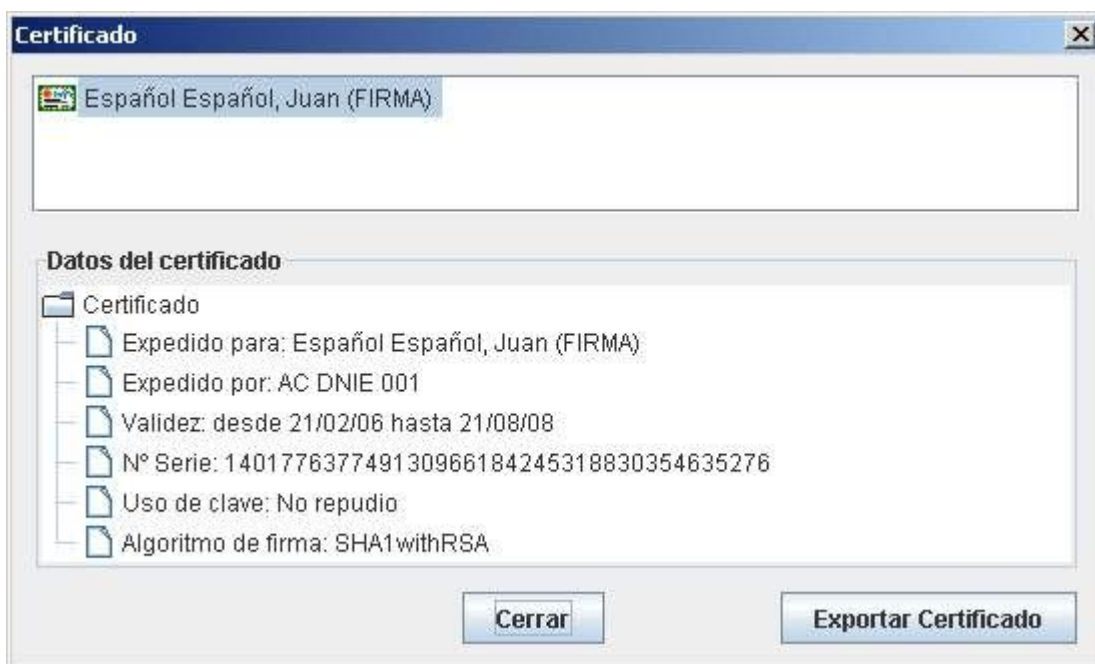 Certificado
Español Español, Juan (FIRMA)
Datos del certificado
Certificado
Expedido para: Español Español, Juan (FIRMA)
Expedido por: AC DNIE 001
Validez: desde 21/02/06 hasta 21/08/08
Nº Serie: 140177637749130966184245318830354635276
Uso de clave: No repudio
Algoritmo de firma: SHA1withRSA
Cerrar
Exportar Certificado